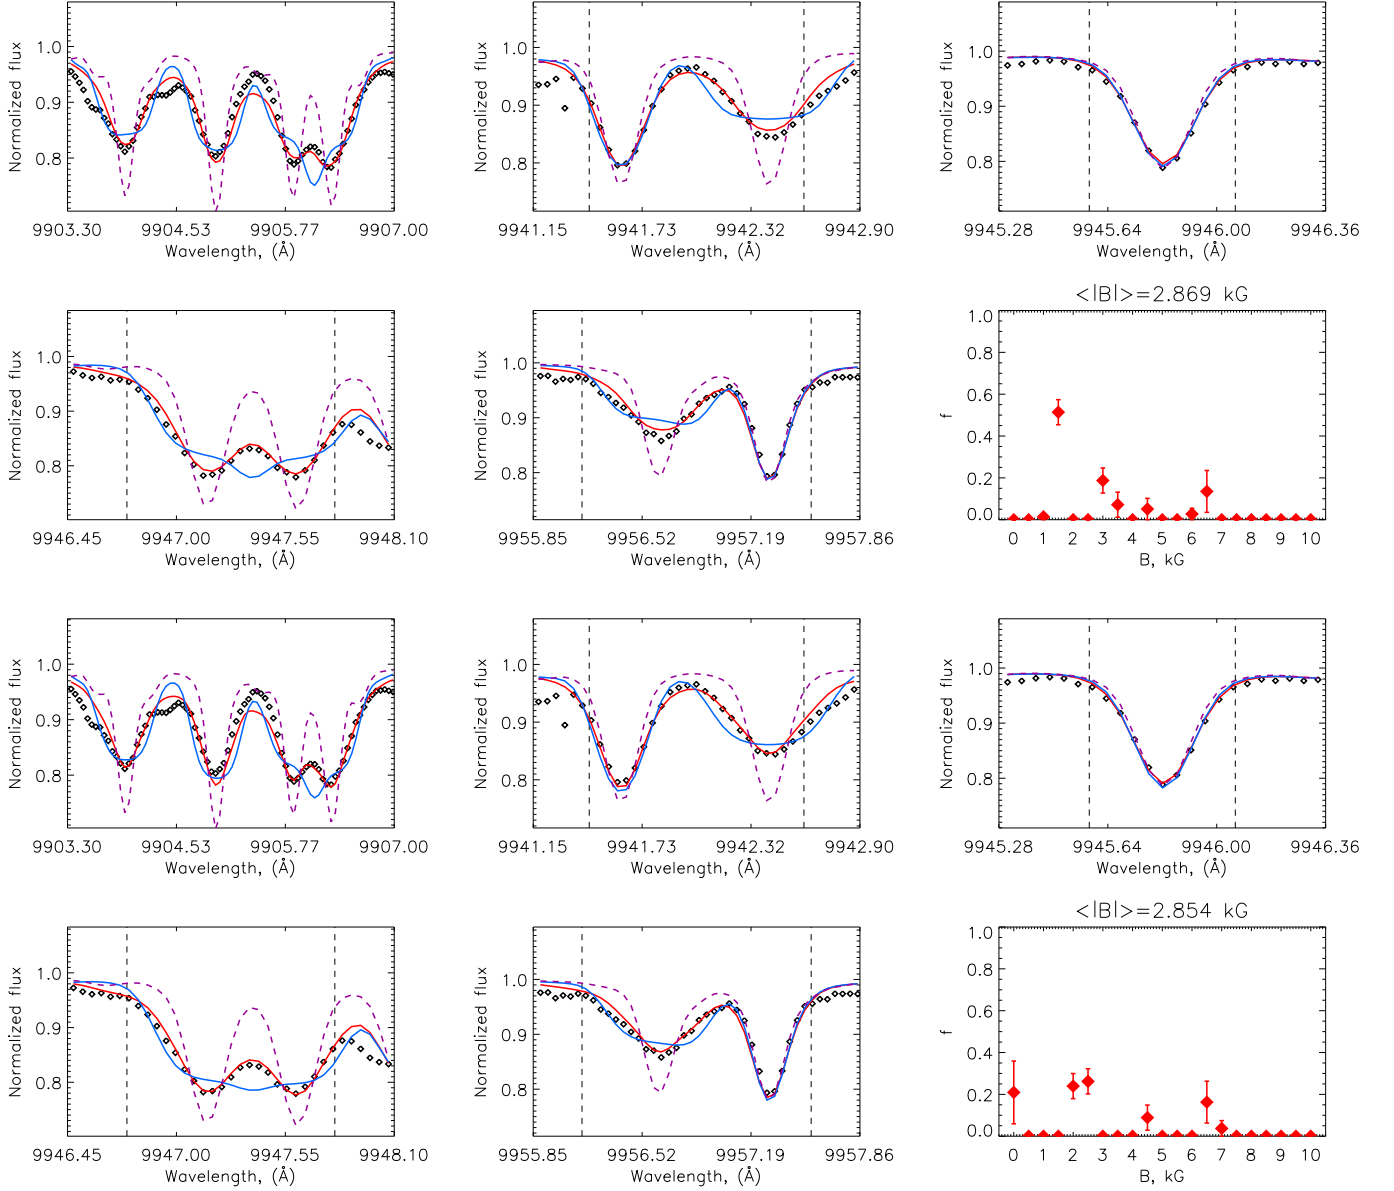 Normalized flux
1.0
0.9
0.8
9903.30 9904.53 9905.77 9907.00
Wavelength, (Å)
Normalized flux
1.0
0.9
0.8
9941.15 9941.73 9942.32 9942.90
Wavelength, (Å)
Normalized flux
1.0
0.9
0.8
9945.28 9945.64 9946.00 9946.36
Wavelength, (Å)
Normalized flux
1.0
0.9
0.8
9946.45 9947.00 9947.55 9948.10
Wavelength, (Å)
Normalized flux
1.0
0.9
0.8
9955.85 9956.52 9957.19 9957.86
Wavelength, (Å)
<|B|>=2.869 kG
f
1.0
0.8
0.6
0.4
0.2
0.0
0 1 2 3 4 5 6 7 8 9 10
B, kG
Normalized flux
1.0
0.9
0.8
9903.30 9904.53 9905.77 9907.00
Wavelength, (Å)
Normalized flux
1.0
0.9
0.8
9941.15 9941.73 9942.32 9942.90
Wavelength, (Å)
Normalized flux
1.0
0.9
0.8
9945.28 9945.64 9946.00 9946.36
Wavelength, (Å)
Normalized flux
1.0
0.9
0.8
9946.45 9947.00 9947.55 9948.10
Wavelength, (Å)
Normalized flux
1.0
0.9
0.8
9955.85 9956.52 9957.19 9957.86
Wavelength, (Å)
<|B|>=2.854 kG
f
1.0
0.8
0.6
0.4
0.2
0.0
0 1 2 3 4 5 6 7 8 9 10
B, kG